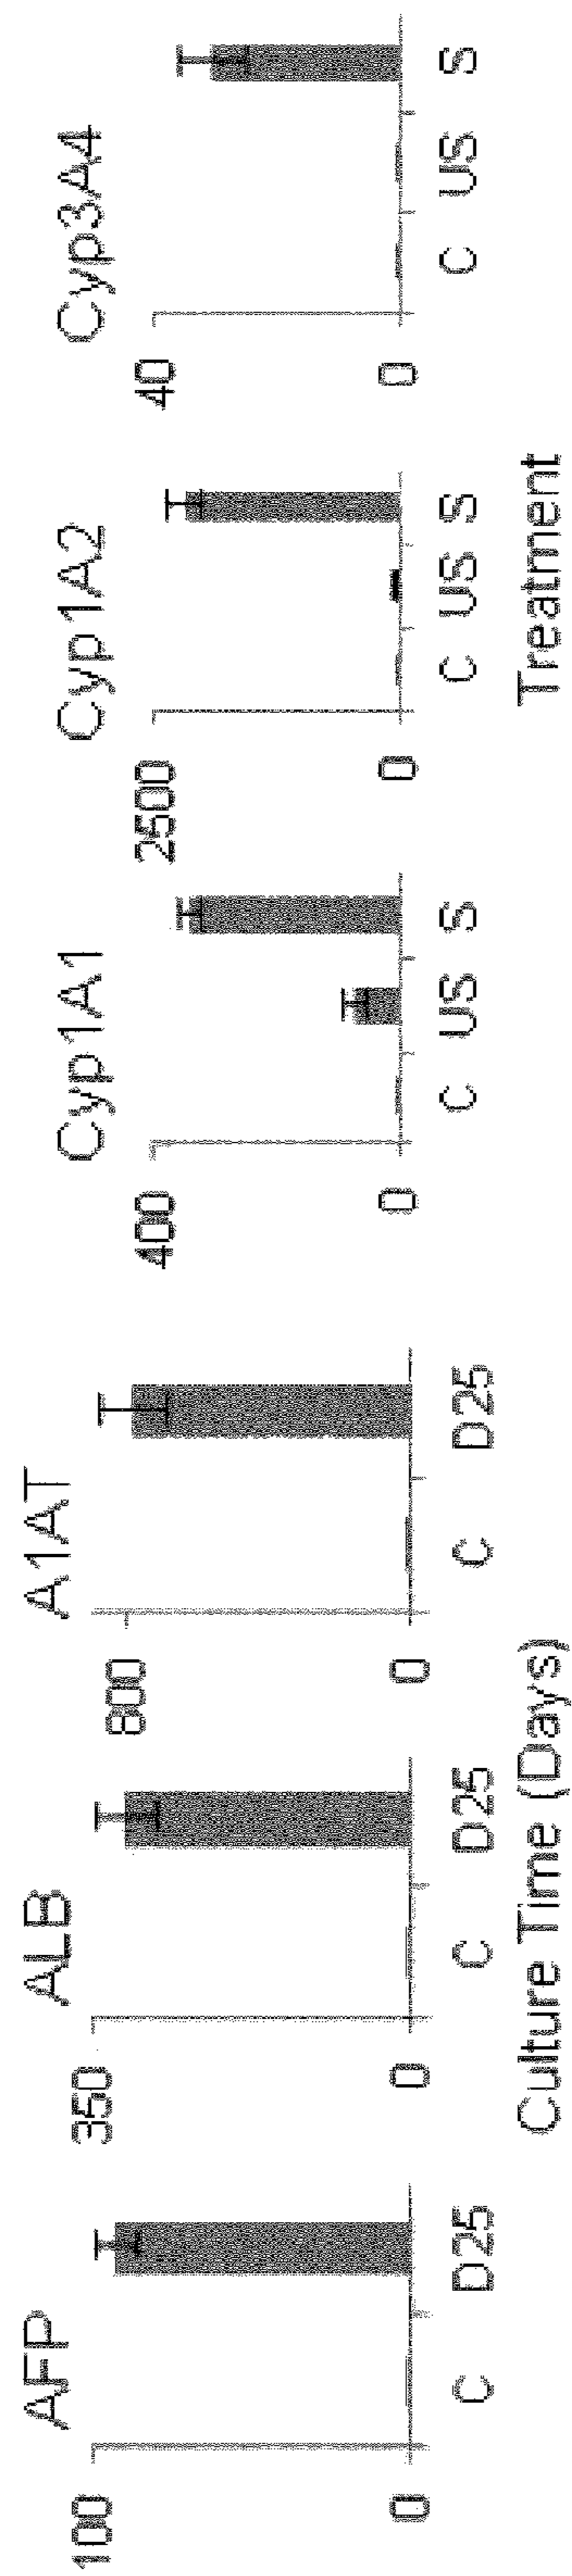 AFP
100
0
C D25
ALB
350
0
C D25
A1AT
800
0
C D25
Culture Time (Days)
Cyp1A1
400
0
C US S
Cyp1A2
2500
0
C US S
Cyp3A4
40
0
C US S
Treatment